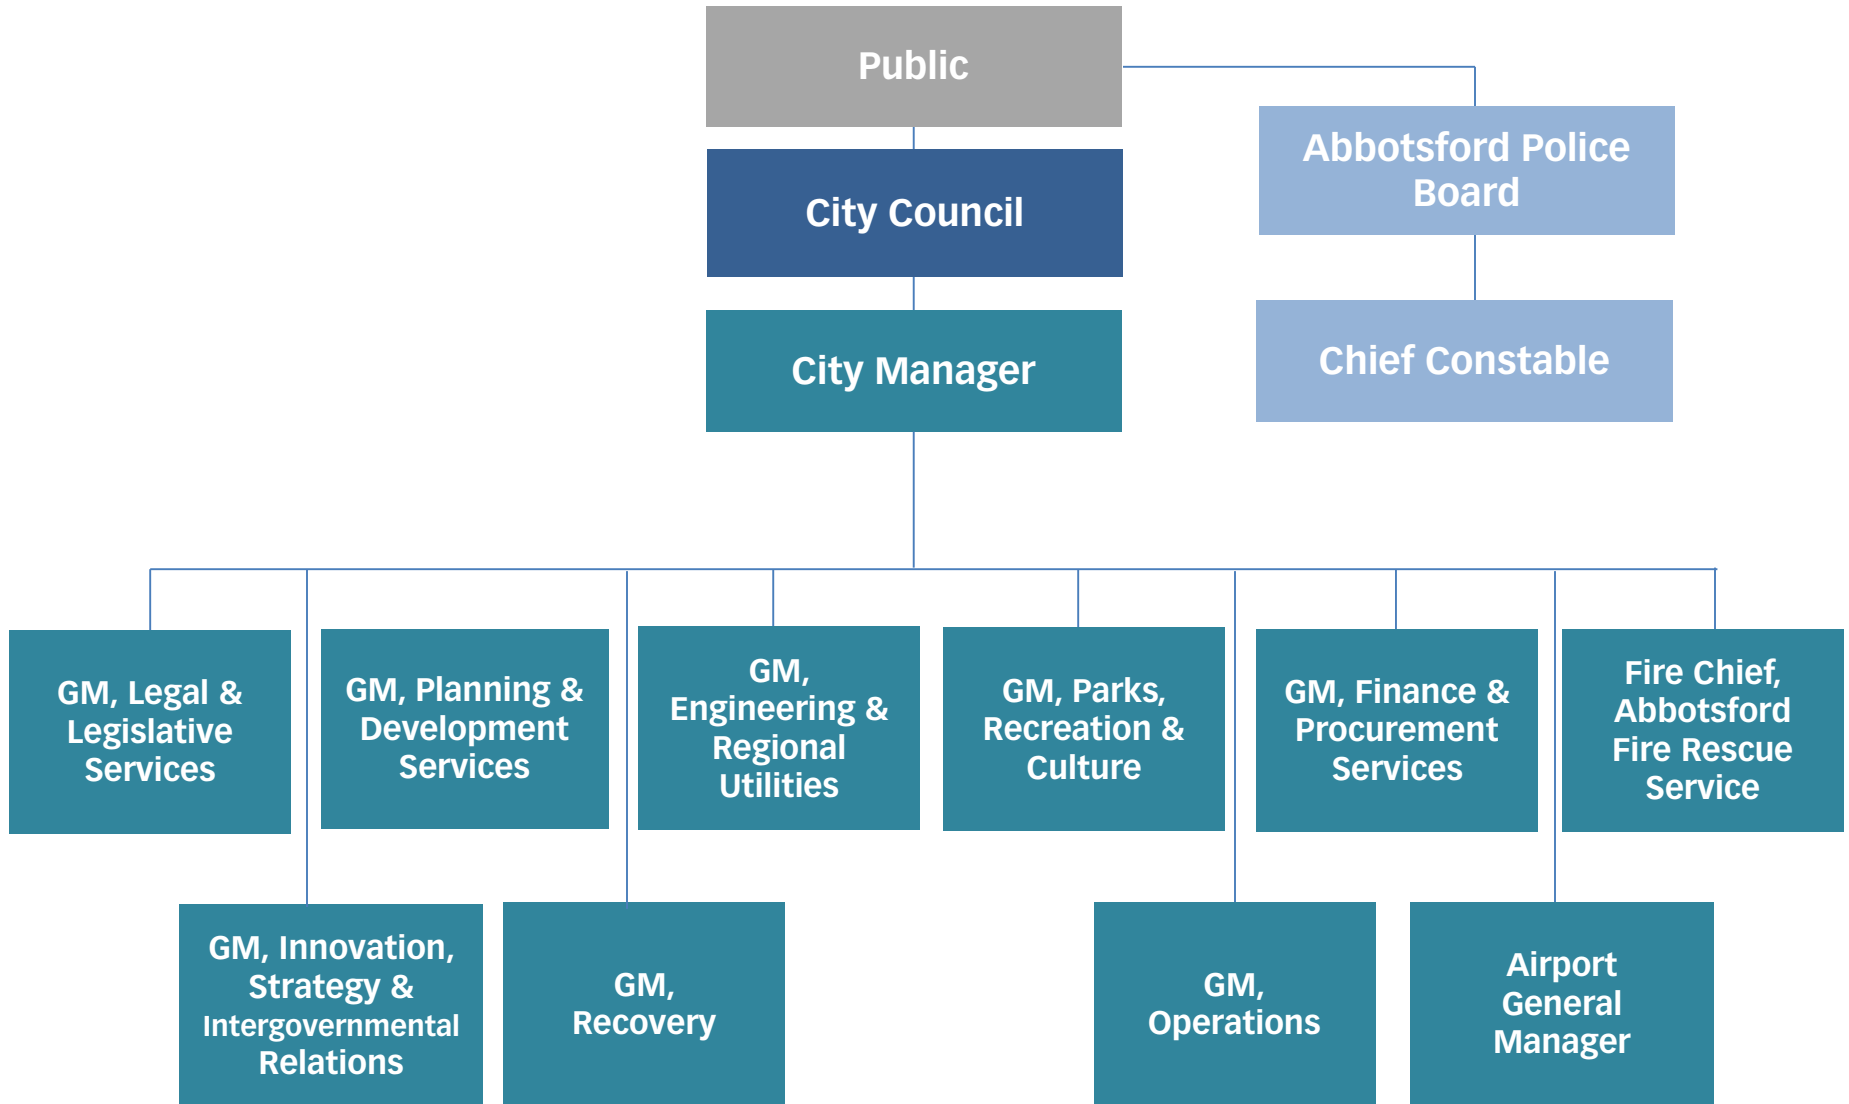 Public
Abbotsford Police
Board
City Council
City Manager
Chief Constable
GM, Legal &
Legislative
Services
GM, Planning &
Development
Services
GM,
Engineering &
Regional
Utilities
GM, Parks,
Recreation &
Culture
GM, Finance &
Procurement
Services
Fire Chief,
Abbotsford
Fire Rescue
Service
GM, Innovation,
Strategy &
Intergovernmental
Relations
GM,
Recovery
GM,
Operations
Airport
General
Manager